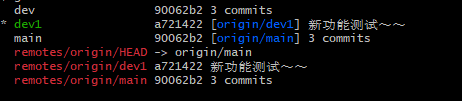 dev 90062b2 3 commits
* dev1 a721422 [origin/dev1] 新功能测试～～
main 90062b2 [origin/main] 3 commits
remotes/origin/HEAD -> origin/main
remotes/origin/dev1 a721422 新功能测试～～
remotes/origin/main 90062b2 3 commits